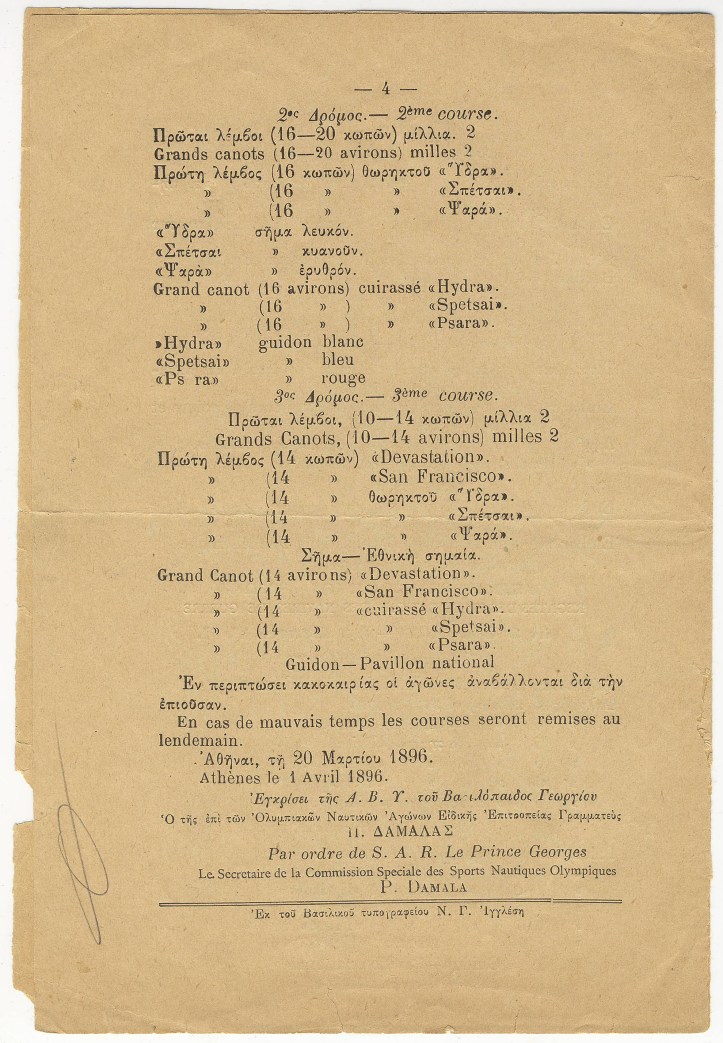 — 4 —
2ος Δρόμος.— 2ème course.
Πρῶται λέμβοι (16—20 κωπῶν) μίλλια. 2
Grands canots (16—20 avirons) milles 2
Πρώτη λέμβος (16 κωπῶν) θωρηκτοῦ «Ὕδρα».
» (16 » » «Σπέτσαι».
» (16 » » «Ψαρά».
«Ὕδρα» σῆμα λευκόν.
«Σπέτσαι » κυανοῦν.
«Ψαρὰ» » ἐρυθρόν.
Grand canot (16 avirons) cuirassé «Hydra».
» (16 » ) » «Spetsai».
» (16 » ) » «Psara».
»Hydra» guidon blanc
«Spetsai» » bleu
«Ps ra» » rouge
3ος Δρόμος.— 3ème course.
Πρῶται λέμβοι, (10—14 κωπῶν) μίλλια 2
Grands Canots, (10—14 avirons) milles 2
Πρώτη λέμβος (14 κωπῶν) «Devastation».
» (14 » «San Francisco».
» (14 » θωρηκτοῦ «Ὕδρα».
» (14 » » «Σπέτσαι».
» (14 » » «Ψαρά».
Σῆμα—Ἐθνικὴ σημαία.
Grand Canot (14 avirons) «Devastation».
» (14 » «San Francisco».
» (14 » «cuirassé «Hydra».
» (14 » » «Spetsai».
» (14 » » «Psara».
Guidon—Pavillon national
Ἐν περιπτώσει κακοκαιρίας οἱ ἀγῶνες ἀναβάλλονται διὰ τὴν
ἐπιοῦσαν.
En cas de mauvais temps les courses seront remises au
lendemain.
Ἀθῆναι, τῇ 20 Μαρτίου 1896.
Athènes le 1 Avril 1896.
Ἐγκρίσει τῆς Α. Β. Υ. τοῦ Βασιλόπαιδος Γεωργίου
Ὁ τῆς ἐπὶ τῶν Ὀλυμπιακῶν Ναυτικῶν Ἀγώνων Εἰδικῆς Ἐπιτροπείας Γραμματεὺς
Π. ΔΑΜΑΛΑΣ
Par ordre de S. A. R. Le Prince Georges
Le. Secretaire de la Commission Speciale des Sports Nautiques Olympiques
P. DAMALA
Ἐκ τοῦ Βασιλικοῦ τυπογραφείου Ν. Γ. Ἰγγλέση